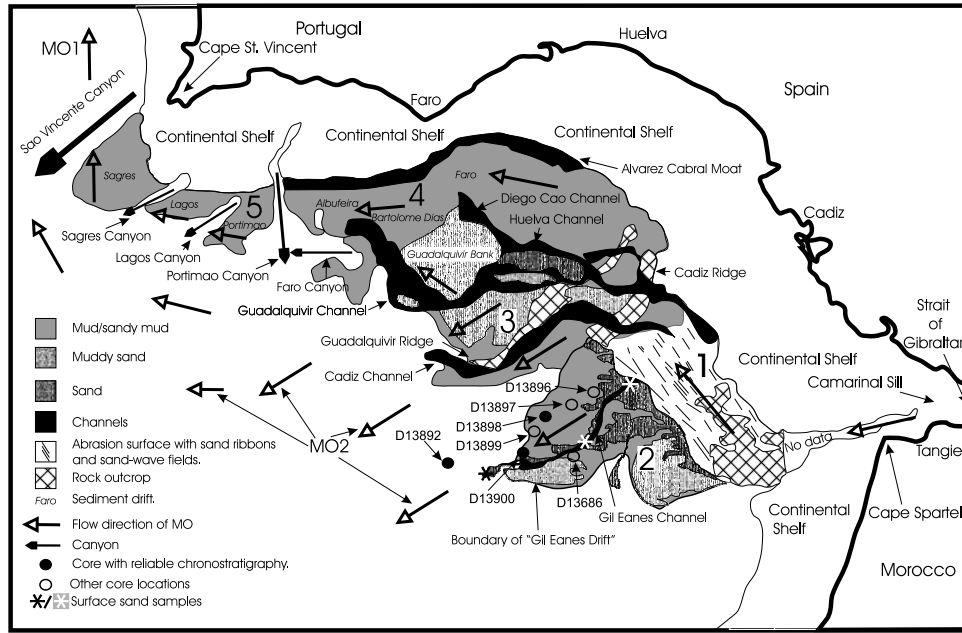 Portugal
Huelva
MO1
Cape St. Vincent
Spain
Sao Vincente Canyon
Faro
Continental Shelf
Continental Shelf
Continental Shelf
Alvarez Cabral Moat
Sagres
Faro
4
Diego Cao Channel
Albufeira
Lagos
5
Bartolome Dias
Huelva Channel
Cadiz
Portimao
Sagres Canyon
Guadalquivir Bank
Lagos Canyon
Portimao Canyon
Cadiz Ridge
Faro Canyon
Guadalquivir Channel
Strait of
Gibraltar
3
Guadalquivir Ridge
Continental Shelf
1
Cadiz Channel
Camarinal Sill
D13896
D13897
D13898
D13892
D13899
MO2
No data
Tangie
2
D13900
D13686
Gil Eanes Channel
Continental
Shelf
Cape Spartel
Boundary of "Gil Eanes Drift"
Morocco
Mud/sandy mud
Muddy sand
Sand
Channels
Abrasion surface with sand ribbons
and sand-wave fields.
Rock outcrop
Faro Sediment drift.
Flow direction of MO
Canyon
Core with reliable chronostratigraphy.
Other core locations
Surface sand samples